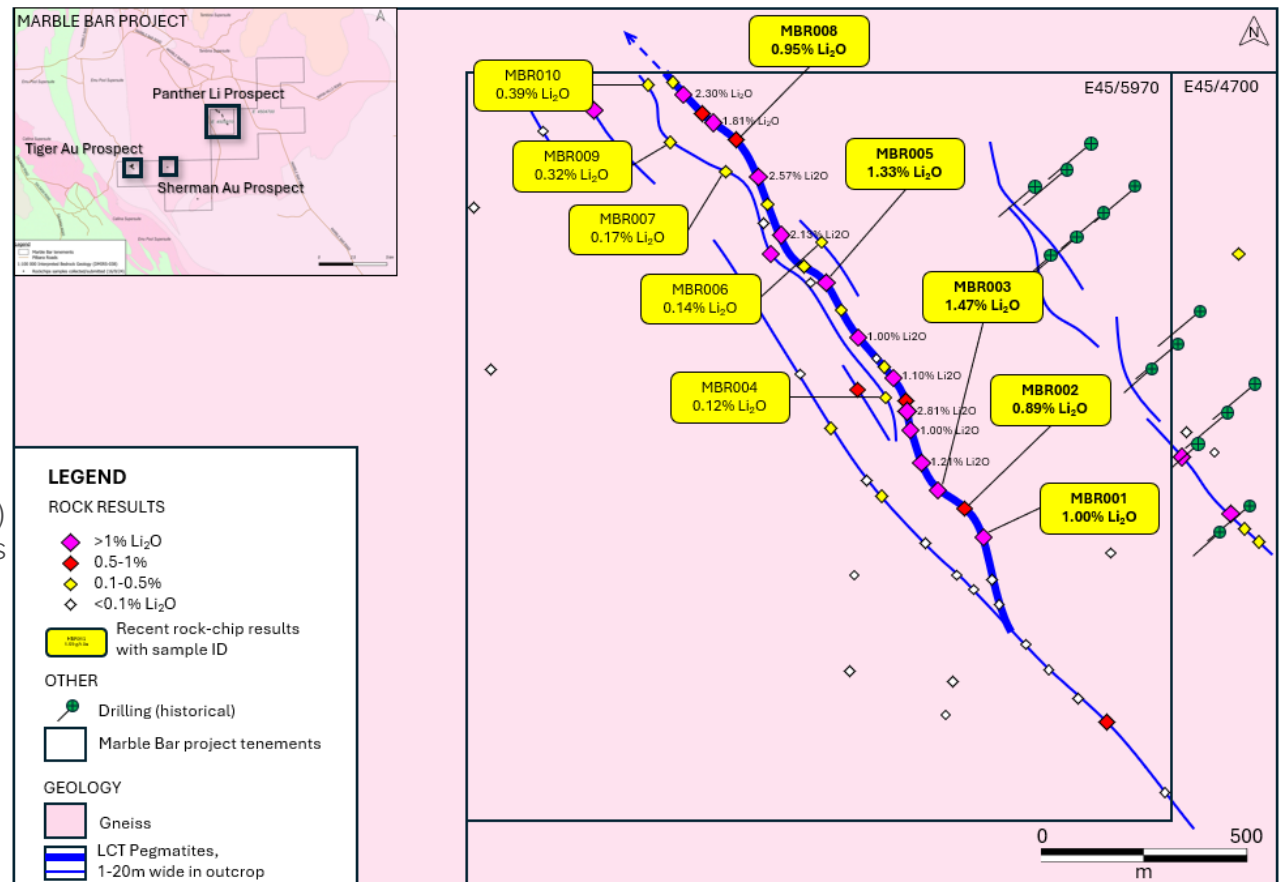 MARBLE BAR PROJECT
Panther Li Prospect
Tiger Au Prospect
Sherman Au Prospect
N
E45/5970
E45/4700
MBR008
0.95% Li₂O
MBR010
0.39% Li₂O
2.30% Li₂O
1.81% Li₂O
MBR009
0.32% Li₂O
MBR005
1.33% Li₂O
2.57% Li2O
MBR007
0.17% Li₂O
2.13% Li2O
MBR006
0.14% Li₂O
MBR003
1.47% Li₂O
1.00% Li2O
1.10% Li2O
MBR004
0.12% Li₂O
MBR002
0.89% Li₂O
2.81% Li2O
1.00% Li2O
1.21% Li2O
MBR001
1.00% Li₂O
)
s
LEGEND
ROCK RESULTS
>1% Li₂O
0.5-1%
0.1-0.5%
<0.1% Li₂O
Recent rock-chip results
with sample ID
OTHER
Drilling (historical)
Marble Bar project tenements
GEOLOGY
Gneiss
LCT Pegmatites,
1-20m wide in outcrop
0 500
m